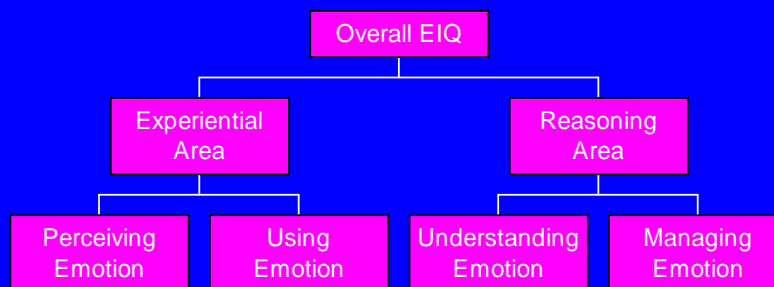 Overall EIQ
Experiential
Area
Reasoning
Area
Perceiving
Emotion
Using
Emotion
Understanding
Emotion
Managing
Emotion